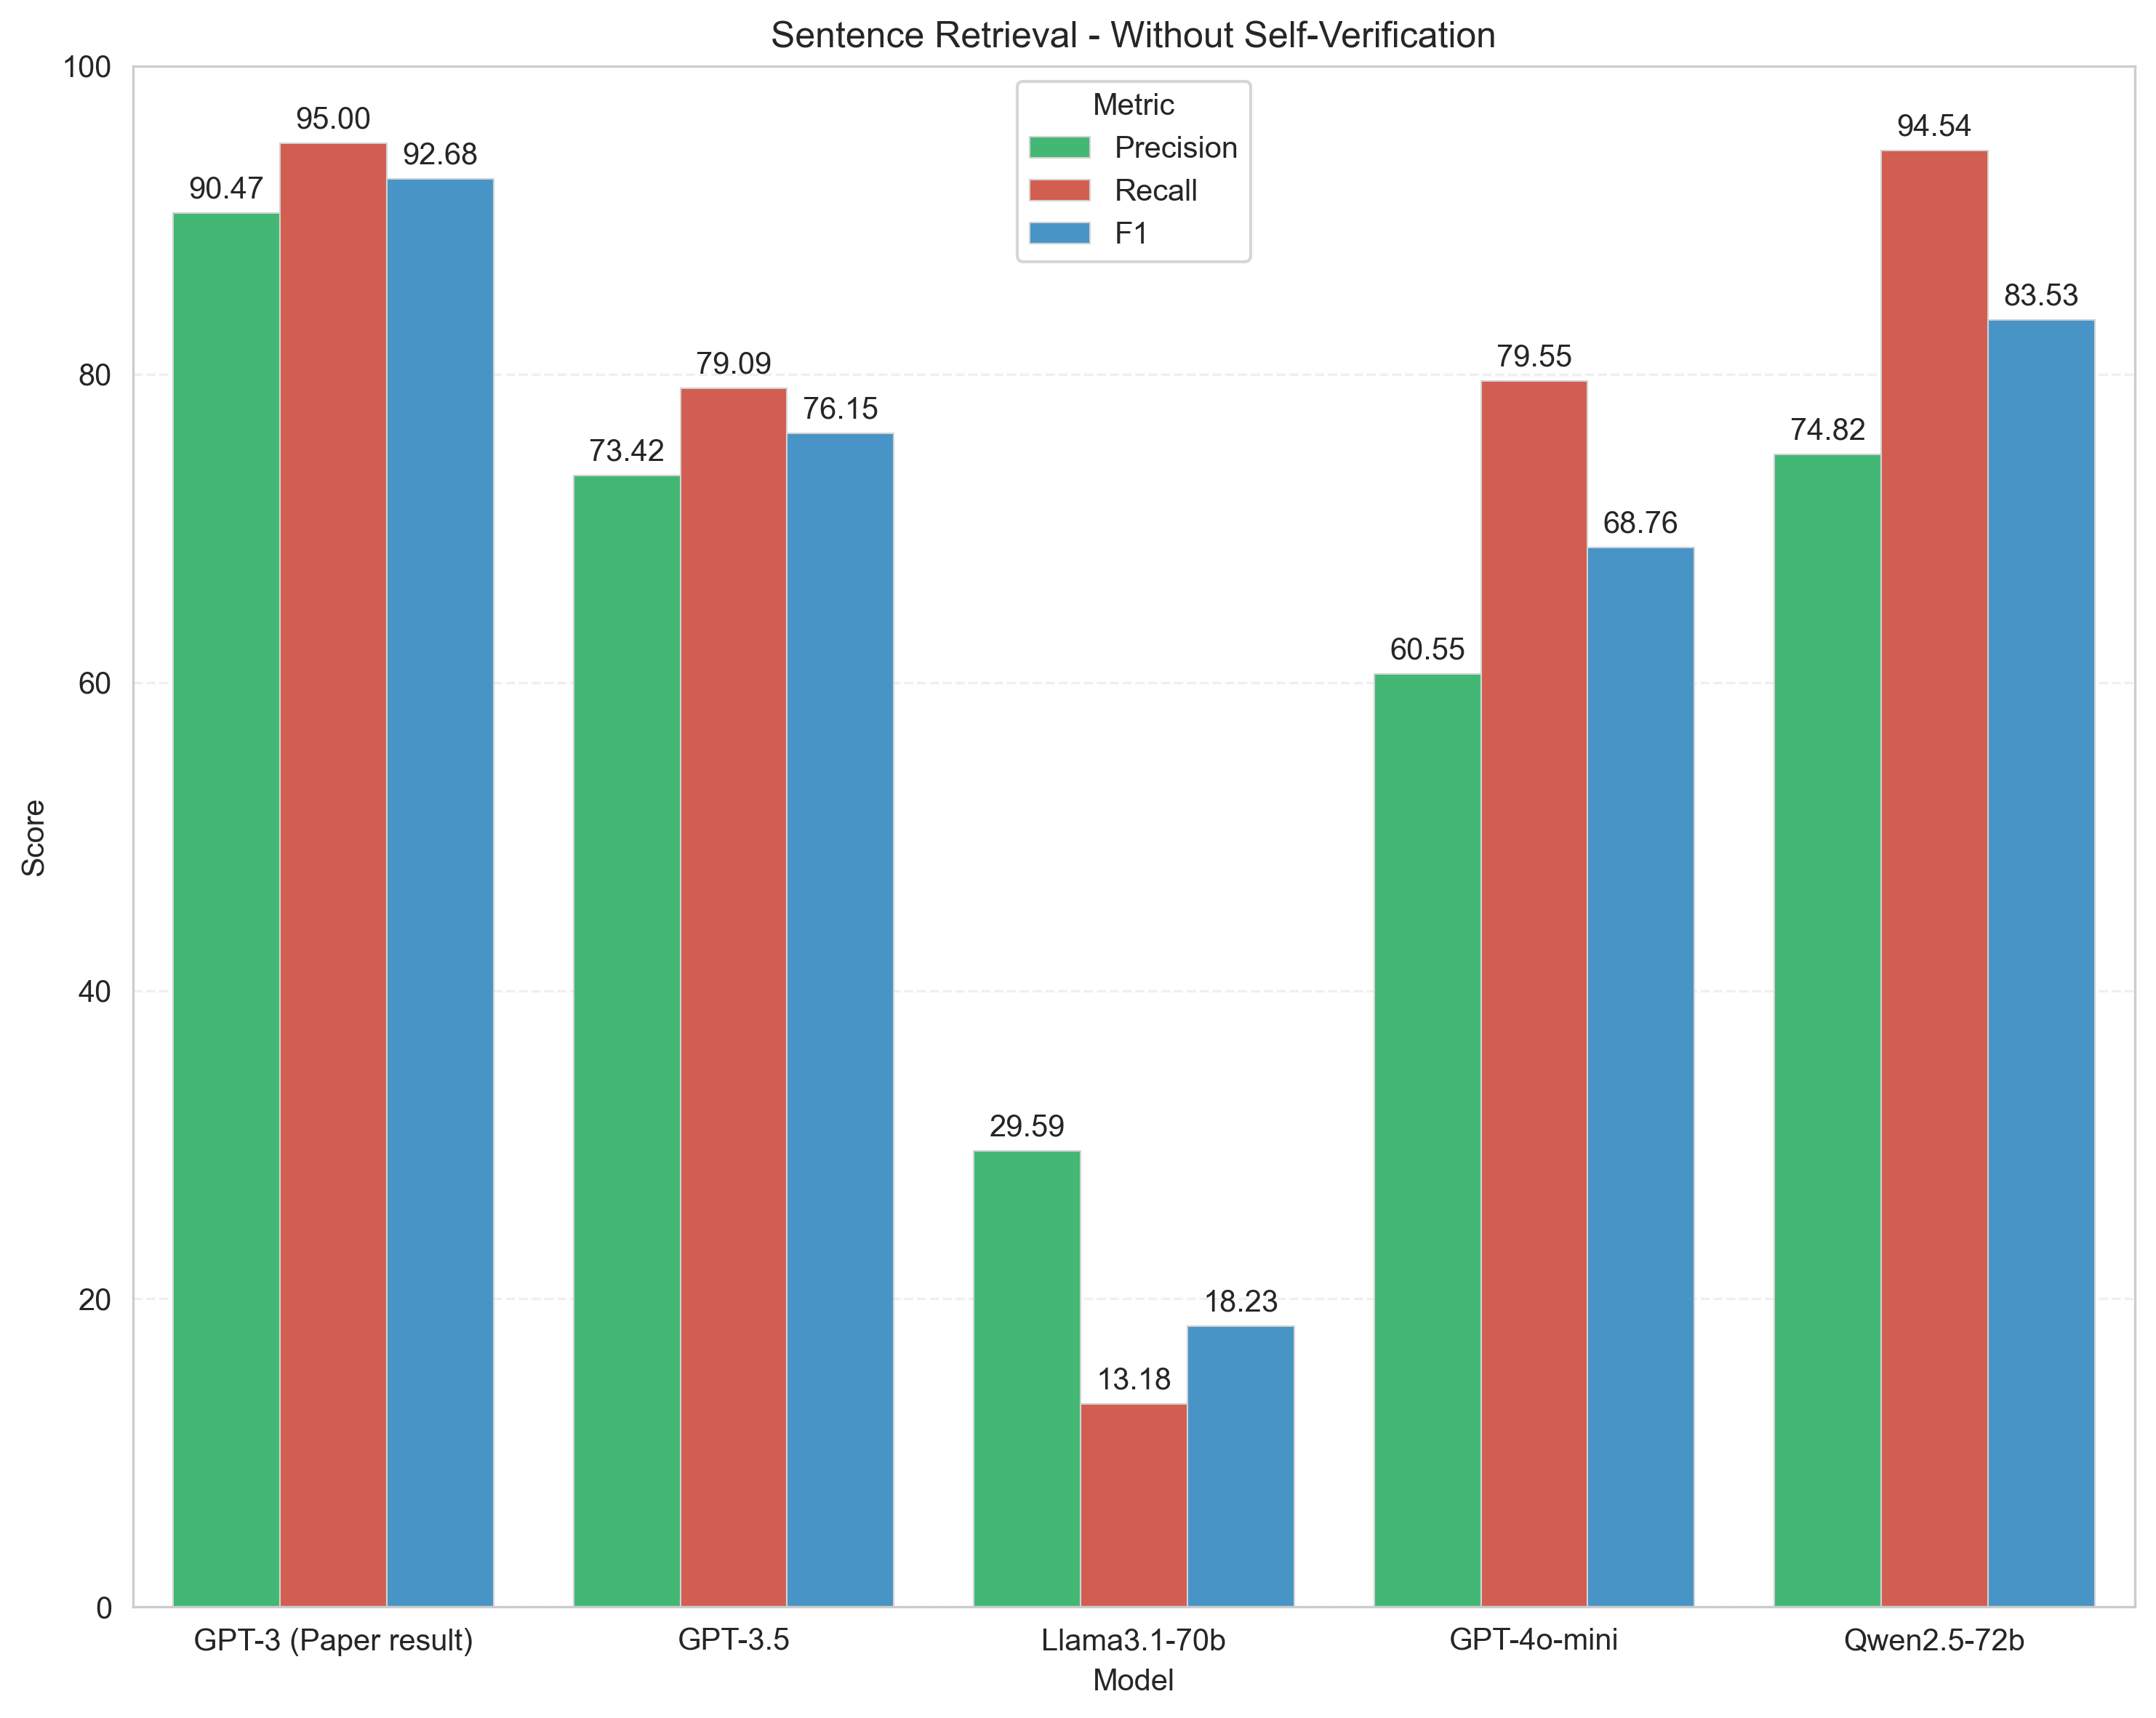 Sentence Retrieval - Without Self-Verification
Metric
Precision
Recall
F1
100
80
60
40
20
0
Score
90.47
95.00
92.68
73.42
79.09
76.15
29.59
13.18
18.23
60.55
79.55
68.76
74.82
94.54
83.53
GPT-3 (Paper result)
GPT-3.5
Llama3.1-70b
GPT-4o-mini
Qwen2.5-72b
Model